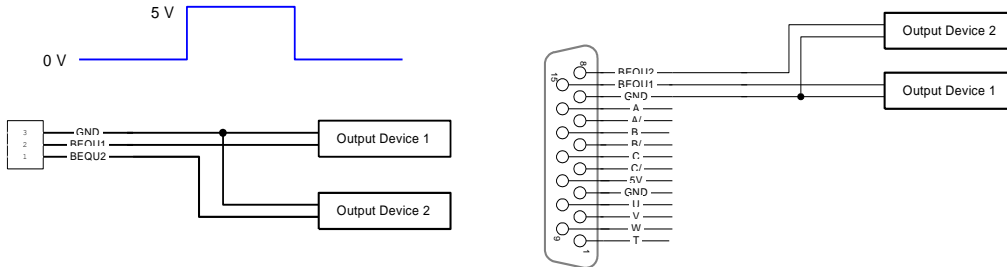 5 V
0 V
3 GND
2 BEQU1
1 BEQU2
Output Device 1
Output Device 2
Output Device 2
Output Device 1
8
15
BEQU2
BEQU1
GND
A
A/
B
B/
C
C/
5V
GND
U
V
W
T
9
1